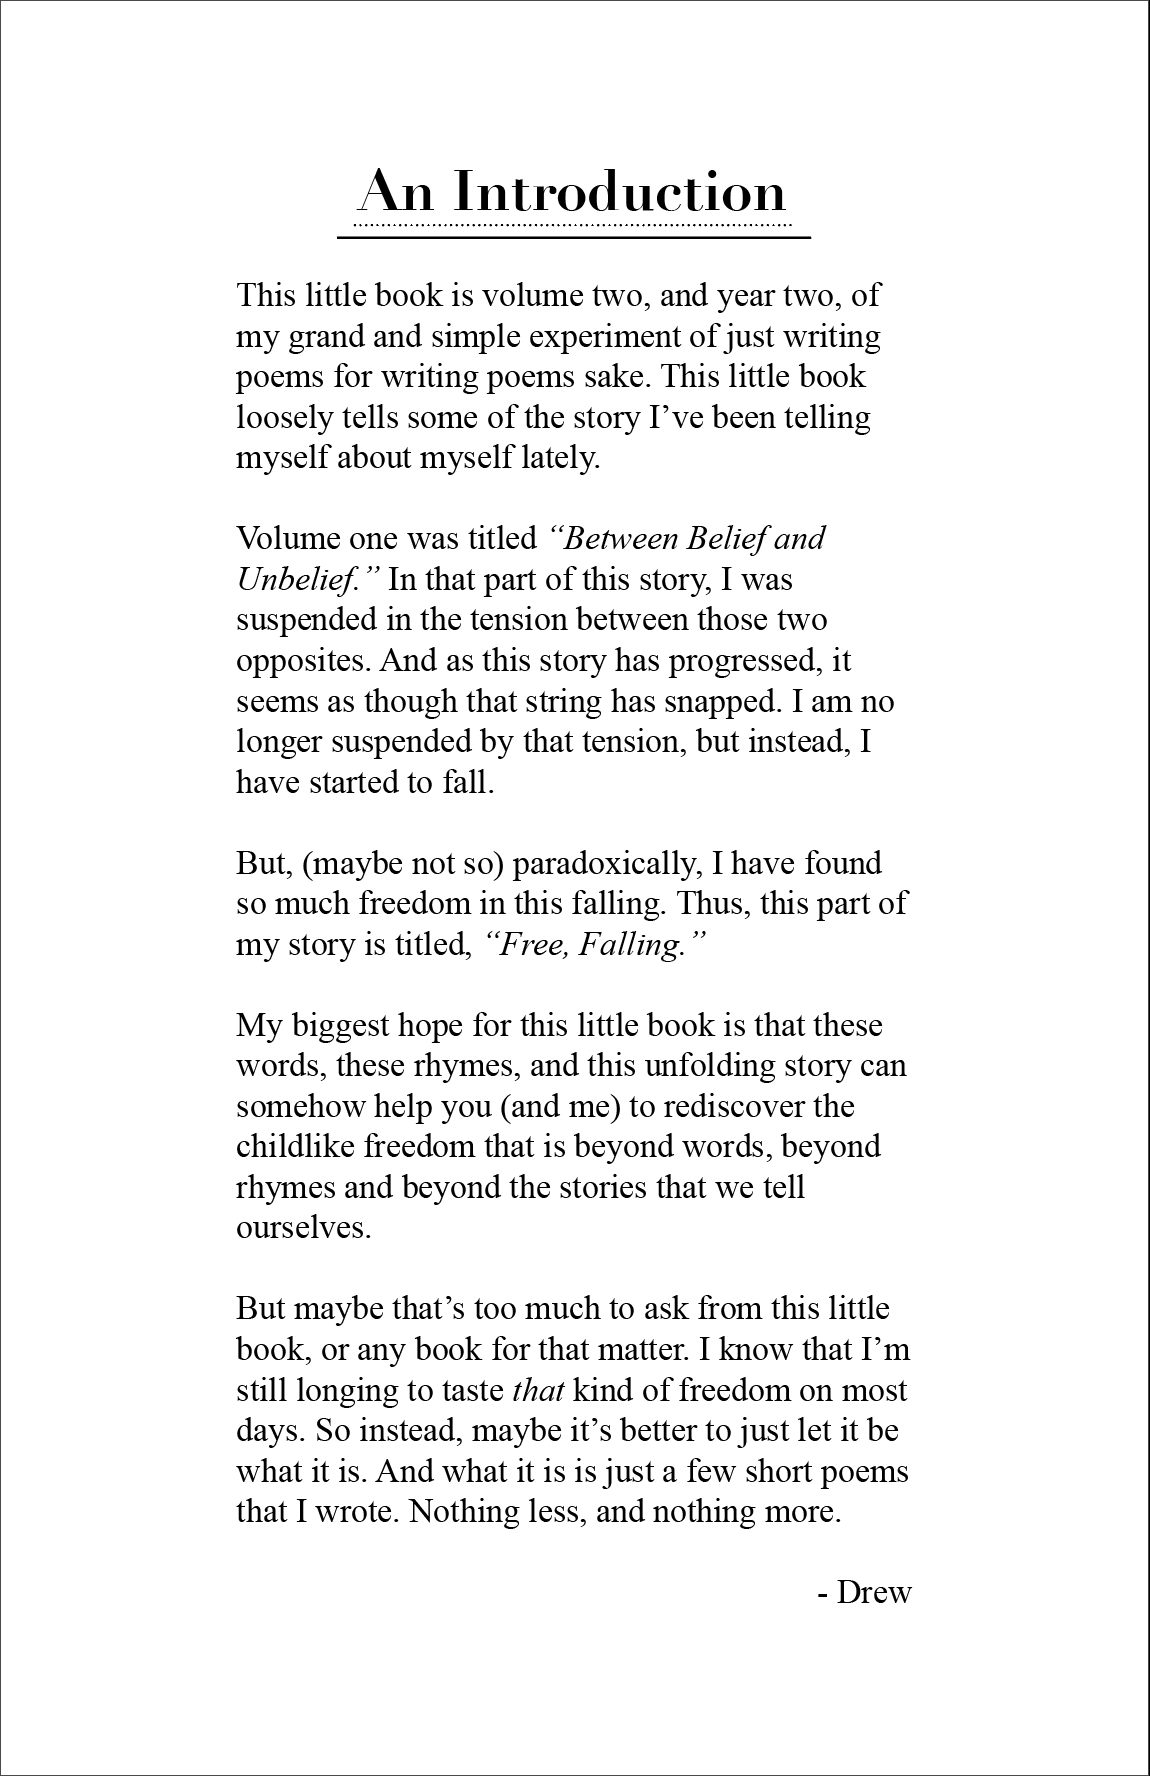 An Introduction
This little book is volume two, and year two, of
my grand and simple experiment of just writing
poems for writing poems sake. This little book
loosely tells some of the story I’ve been telling
myself about myself lately.
Volume one was titled “Between Belief and
Unbelief.” In that part of this story, I was
suspended in the tension between those two
opposites. And as this story has progressed, it
seems as though that string has snapped. I am no
longer suspended by that tension, but instead, I
have started to fall.
But, (maybe not so) paradoxically, I have found
so much freedom in this falling. Thus, this part of
my story is titled, “Free, Falling.”
My biggest hope for this little book is that these
words, these rhymes, and this unfolding story can
somehow help you (and me) to rediscover the
childlike freedom that is beyond words, beyond
rhymes and beyond the stories that we tell
ourselves.
But maybe that’s too much to ask from this little
book, or any book for that matter. I know that I’m
still longing to taste that kind of freedom on most
days. So instead, maybe it’s better to just let it be
what it is. And what it is is just a few short poems
that I wrote. Nothing less, and nothing more.
- Drew